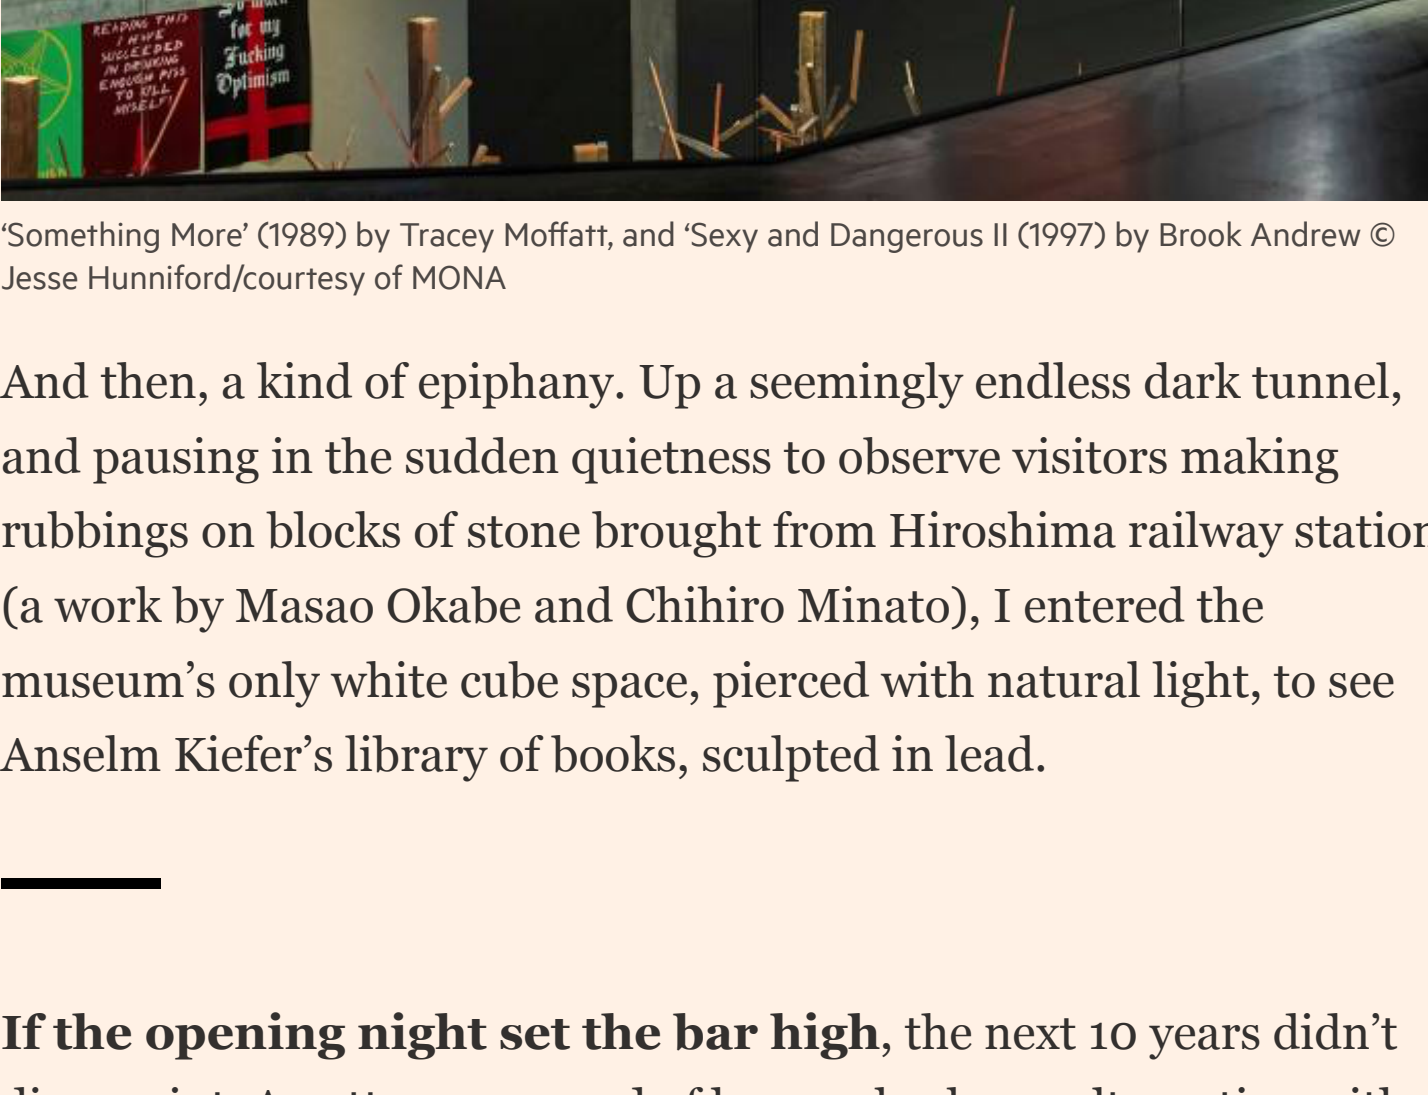 READING THIS
I HAVE
SUCCEEDED
IN DRINKING
ENOUGH PISS
TO KILL
MYSELF!
So much
for my
Fucking
Optimism
‘Something More’ (1989) by Tracey Moffatt, and ‘Sexy and Dangerous II (1997) by Brook Andrew ©
Jesse Hunniford/courtesy of MONA
And then, a kind of epiphany. Up a seemingly endless dark tunnel,
and pausing in the sudden quietness to observe visitors making
rubbings on blocks of stone brought from Hiroshima railway station
(a work by Masao Okabe and Chihiro Minato), I entered the
museum’s only white cube space, pierced with natural light, to see
Anselm Kiefer’s library of books, sculpted in lead.
If the opening night set the bar high, the next 10 years didn’t